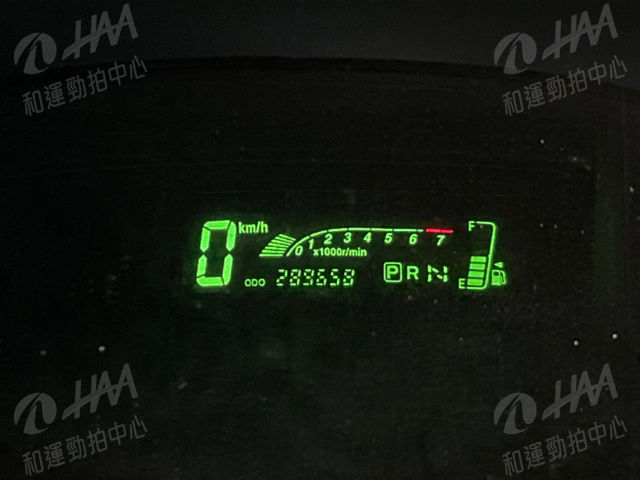 HAA
和運勁拍中心
HAA
和運勁拍中心
0 km/h
0 1 2 3 4 5 6 7
x1000r/min
ODO 289658
P R N
F
E
HAA
和運勁拍中心
HAA
和運勁拍中心